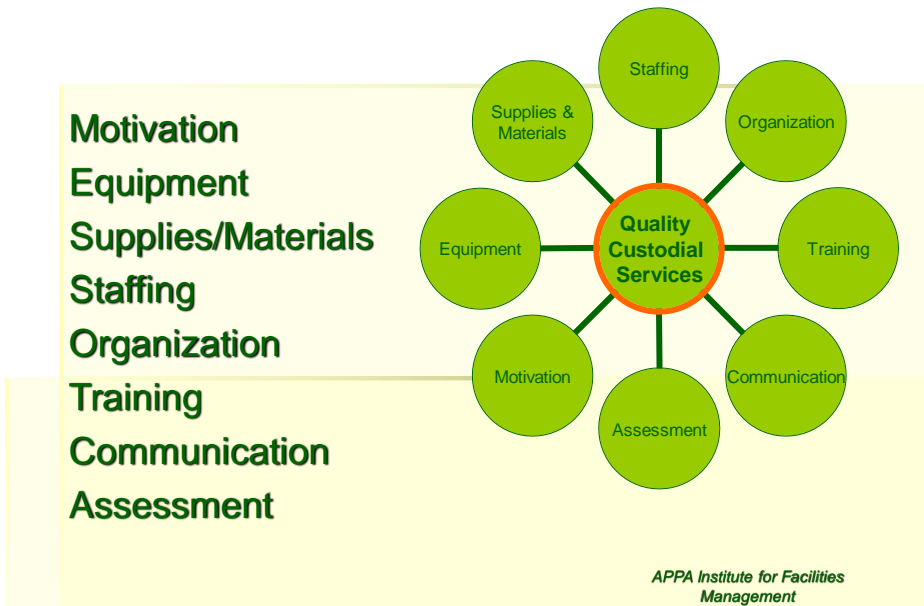 Motivation
Equipment
Supplies/Materials
Staffing
Organization
Training
Communication
Assessment
Staffing
Supplies &
Materials
Organization
Equipment
Quality
Custodial
Services
Training
Motivation
Communication
Assessment
APPA Institute for Facilities
Management